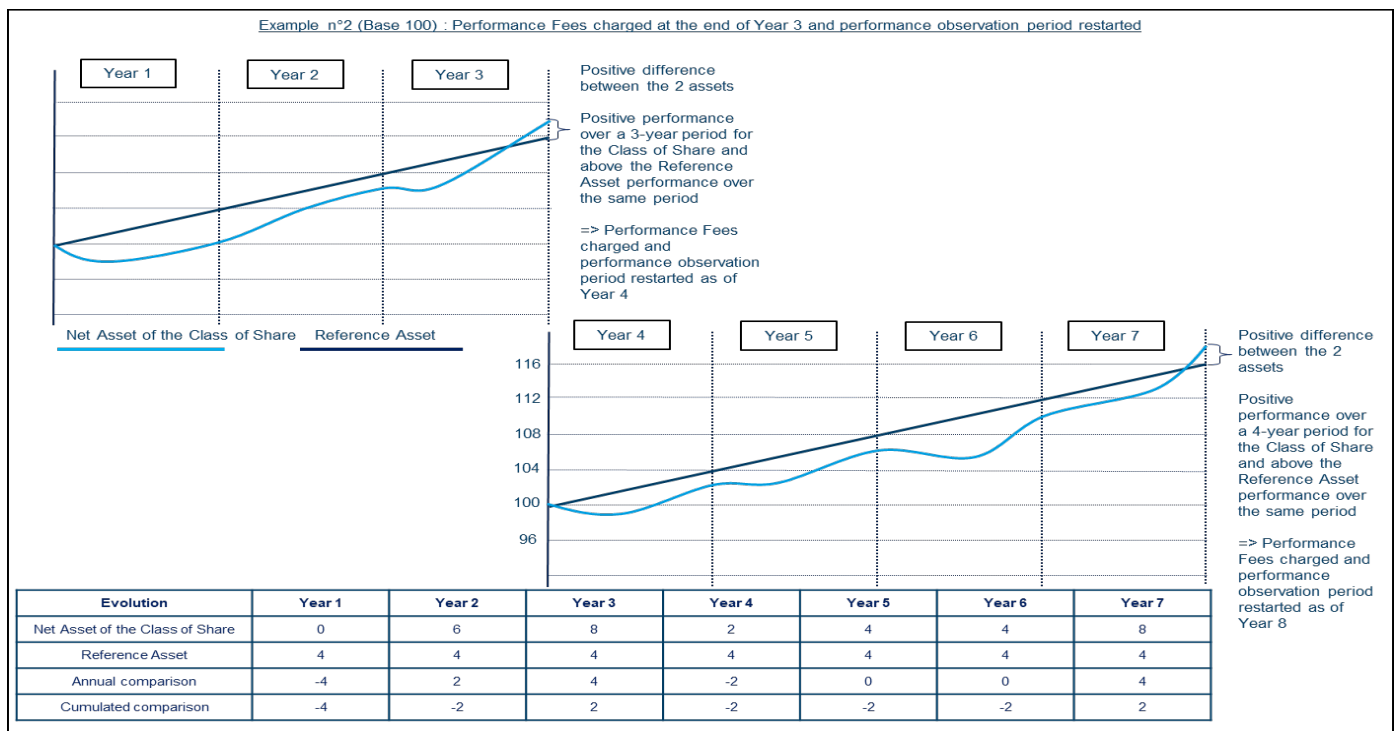 Example n°2 (Base 100) : Performance Fees charged at the end of Year 3 and performance observation period restarted
Year 1
Year 2
Year 3
Positive difference
between the 2 assets
Positive performance
over a 3-year period for
the Class of Share and
above the Reference
Asset performance over
the same period
=> Performance Fees
charged and
performance observation
period restarted as of
Year 4
Net Asset of the Class of Share
Reference Asset
Year 4
Year 5
Year 6
Year 7
116
112
108
104
100
96
Positive difference
between the 2
assets
Positive
performance over
a 4-year period for
the Class of Share
and above the
Reference Asset
performance over
the same period
=> Performance
Fees charged and
performance
observation period
restarted as of
Year 8
Evolution Year 1 Year 2 Year 3 Year 4 Year 5 Year 6 Year 7
Net Asset of the Class of Share 0 6 8 2 4 4 8
Reference Asset 4 4 4 4 4 4 4
Annual comparison -4 2 4 -2 0 0 4
Cumulated comparison -4 -2 2 -2 -2 -2 2